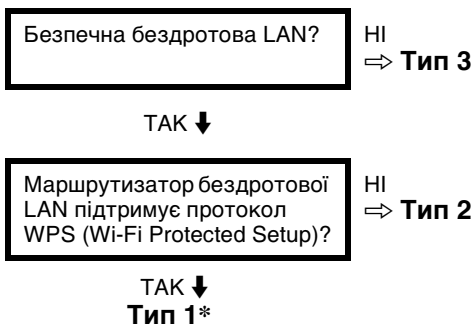 Безпечна бездротова LAN?
НІ
⇨ Тип 3
ТАК ⬇
Маршрутизатор бездротової
LAN підтримує протокол
WPS (Wi-Fi Protected Setup)?
НІ
⇨ Тип 2
ТАК ⬇
Тип 1*